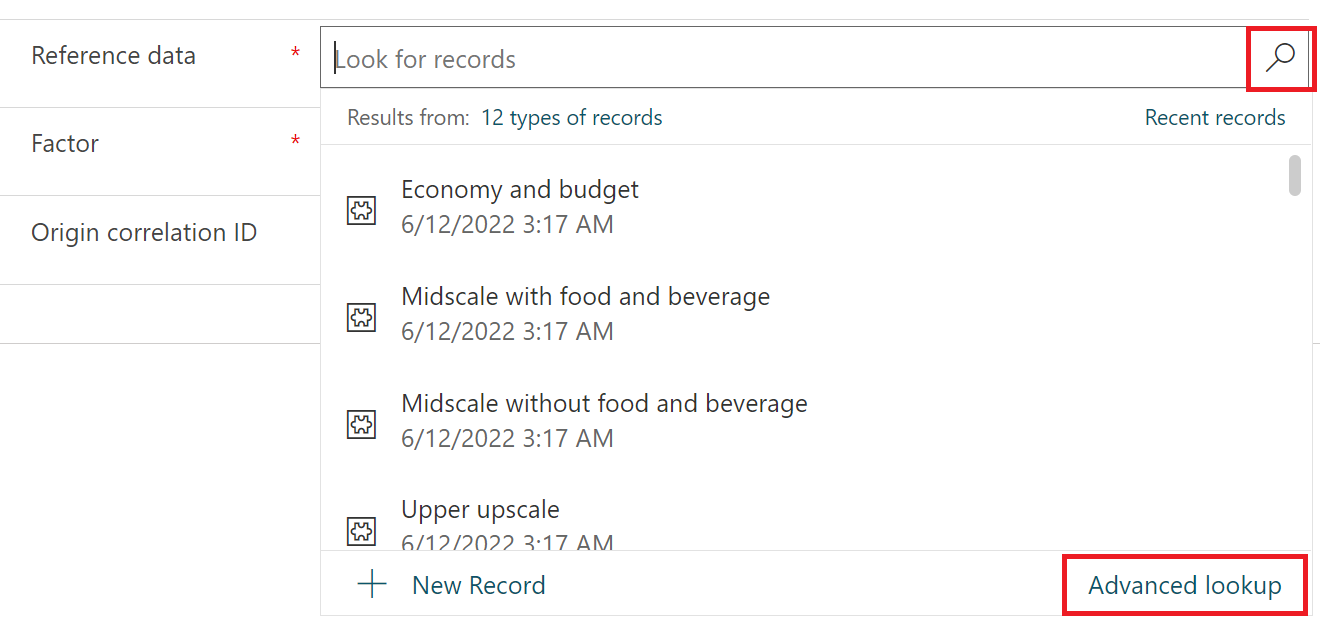 Reference data *
Look for records
Results from: 12 types of records
Recent records
Factor *
Economy and budget
6/12/2022 3:17 AM
Origin correlation ID
Midscale with food and beverage
6/12/2022 3:17 AM
Midscale without food and beverage
6/12/2022 3:17 AM
Upper upscale
6/12/2022 3:17 AM
New Record
Advanced lookup